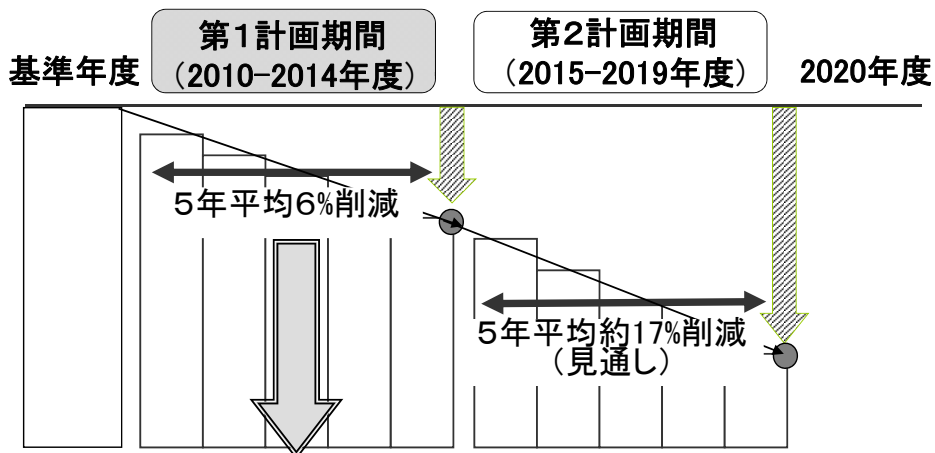 基準年度
第１計画期間
（2010-2014年度）
第２計画期間
（2015-2019年度）
2020年度
５年平均６%削減
５年平均約17%削減
（見通し）